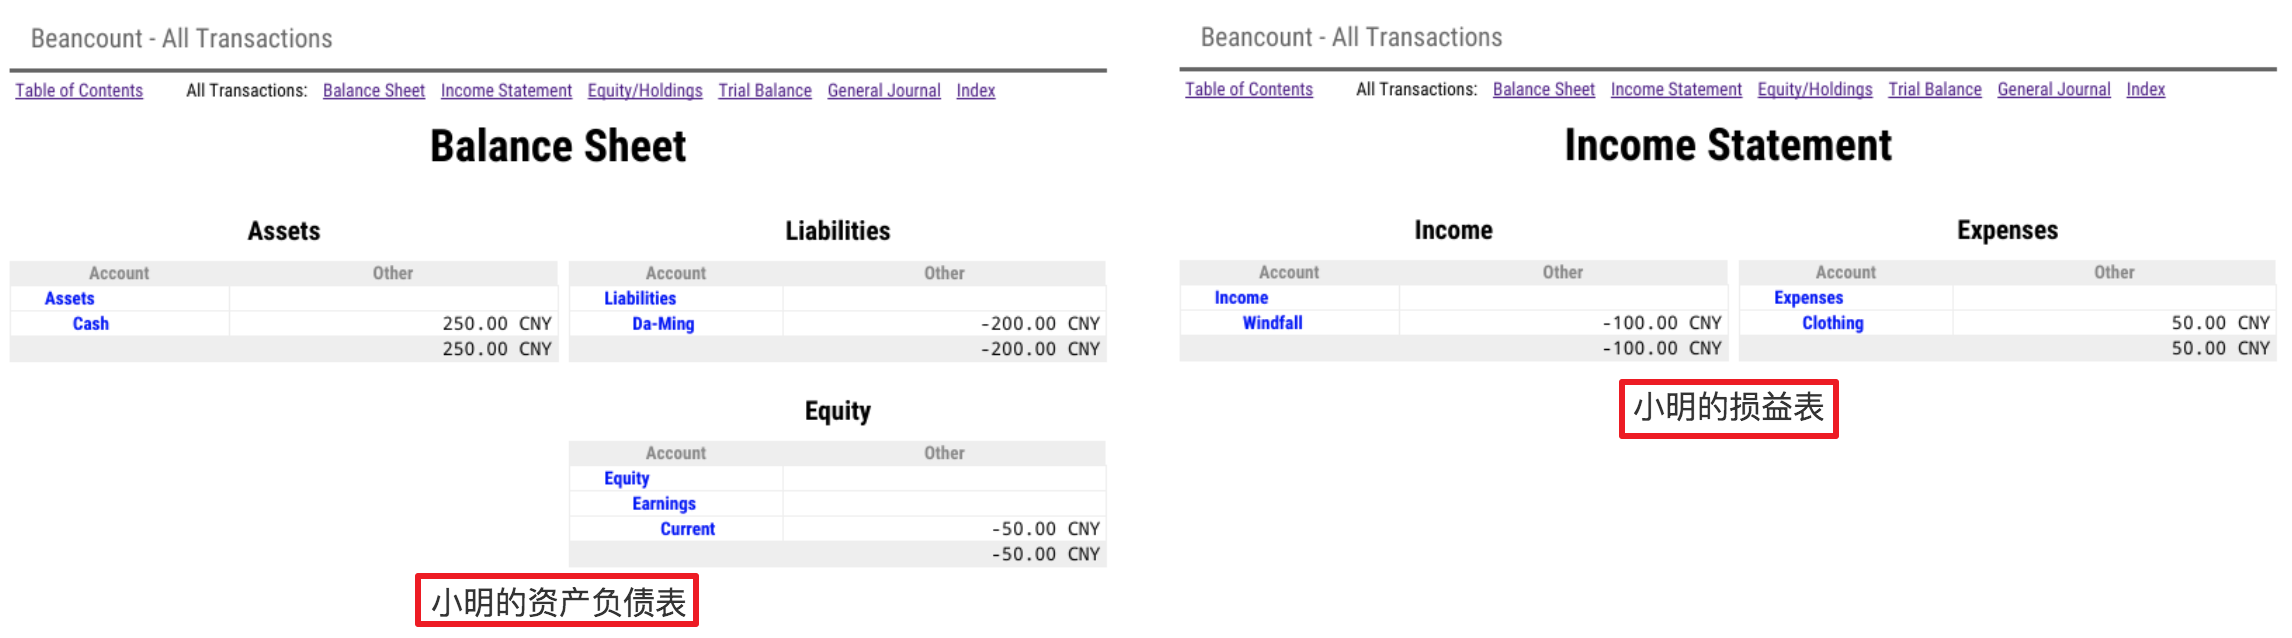 Beancount - All Transactions
Table of Contents All Transactions: Balance Sheet Income Statement Equity/Holdings Trial Balance General Journal Index
Balance Sheet
Assets
Account Other
Assets
Cash 250.00 CNY
250.00 CNY
Liabilities
Account Other
Liabilities
Da-Ming -200.00 CNY
-200.00 CNY
Equity
Account Other
Equity
Earnings
Current -50.00 CNY
-50.00 CNY
小明的资产负债表
Beancount - All Transactions
Table of Contents All Transactions: Balance Sheet Income Statement Equity/Holdings Trial Balance General Journal Index
Income Statement
Income
Account Other
Income
Windfall -100.00 CNY
-100.00 CNY
Expenses
Account Other
Expenses
Clothing 50.00 CNY
50.00 CNY
小明的损益表